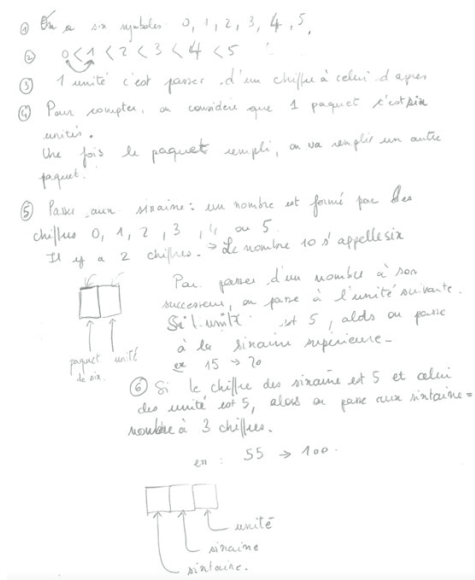 ① On a six symboles 0, 1, 2, 3, 4, 5,
② 0 < 1 < 2 < 3 < 4 < 5
③ 1 unité c'est passer d'un chiffre à celui d'apres
④ Pour compter, on considère que 1 paquet c'est six
unités.
Une fois le paquet rempli, on va remplir un autre
paquet.
⑤ Passer aux sixaine : un nombre est formé par des
chiffres 0, 1, 2, 3, 4, ou 5.
Il y a 2 chiffres. → Le nombre 10 s'appelle six
Par passer d'un nombre à son
successeur, on passe à l'unité suivante.
Si l'unité est 5, alors on passe
à la sixaine supérieure.
ex 15 → 20
paquet
de six.
unité
⑥ Si le chiffre des sixaine est 5 et celui
des unité est 5, alors on passe aux sixtaine =
nombre à 3 chiffres.
ex : 55 → 100.
unité
sixaine
sixtaine.